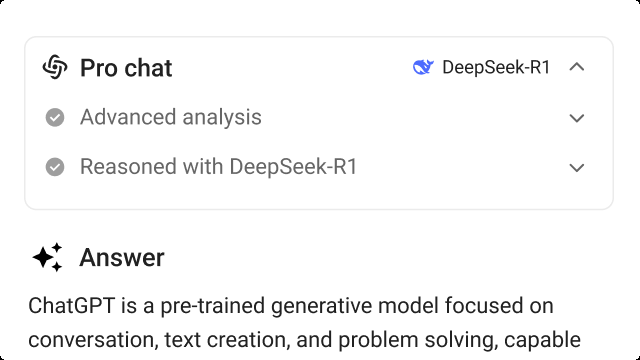 Pro chat DeepSeek-R1
Advanced analysis
Reasoned with DeepSeek-R1
Answer
ChatGPT is a pre-trained generative model focused on
conversation, text creation, and problem solving, capable